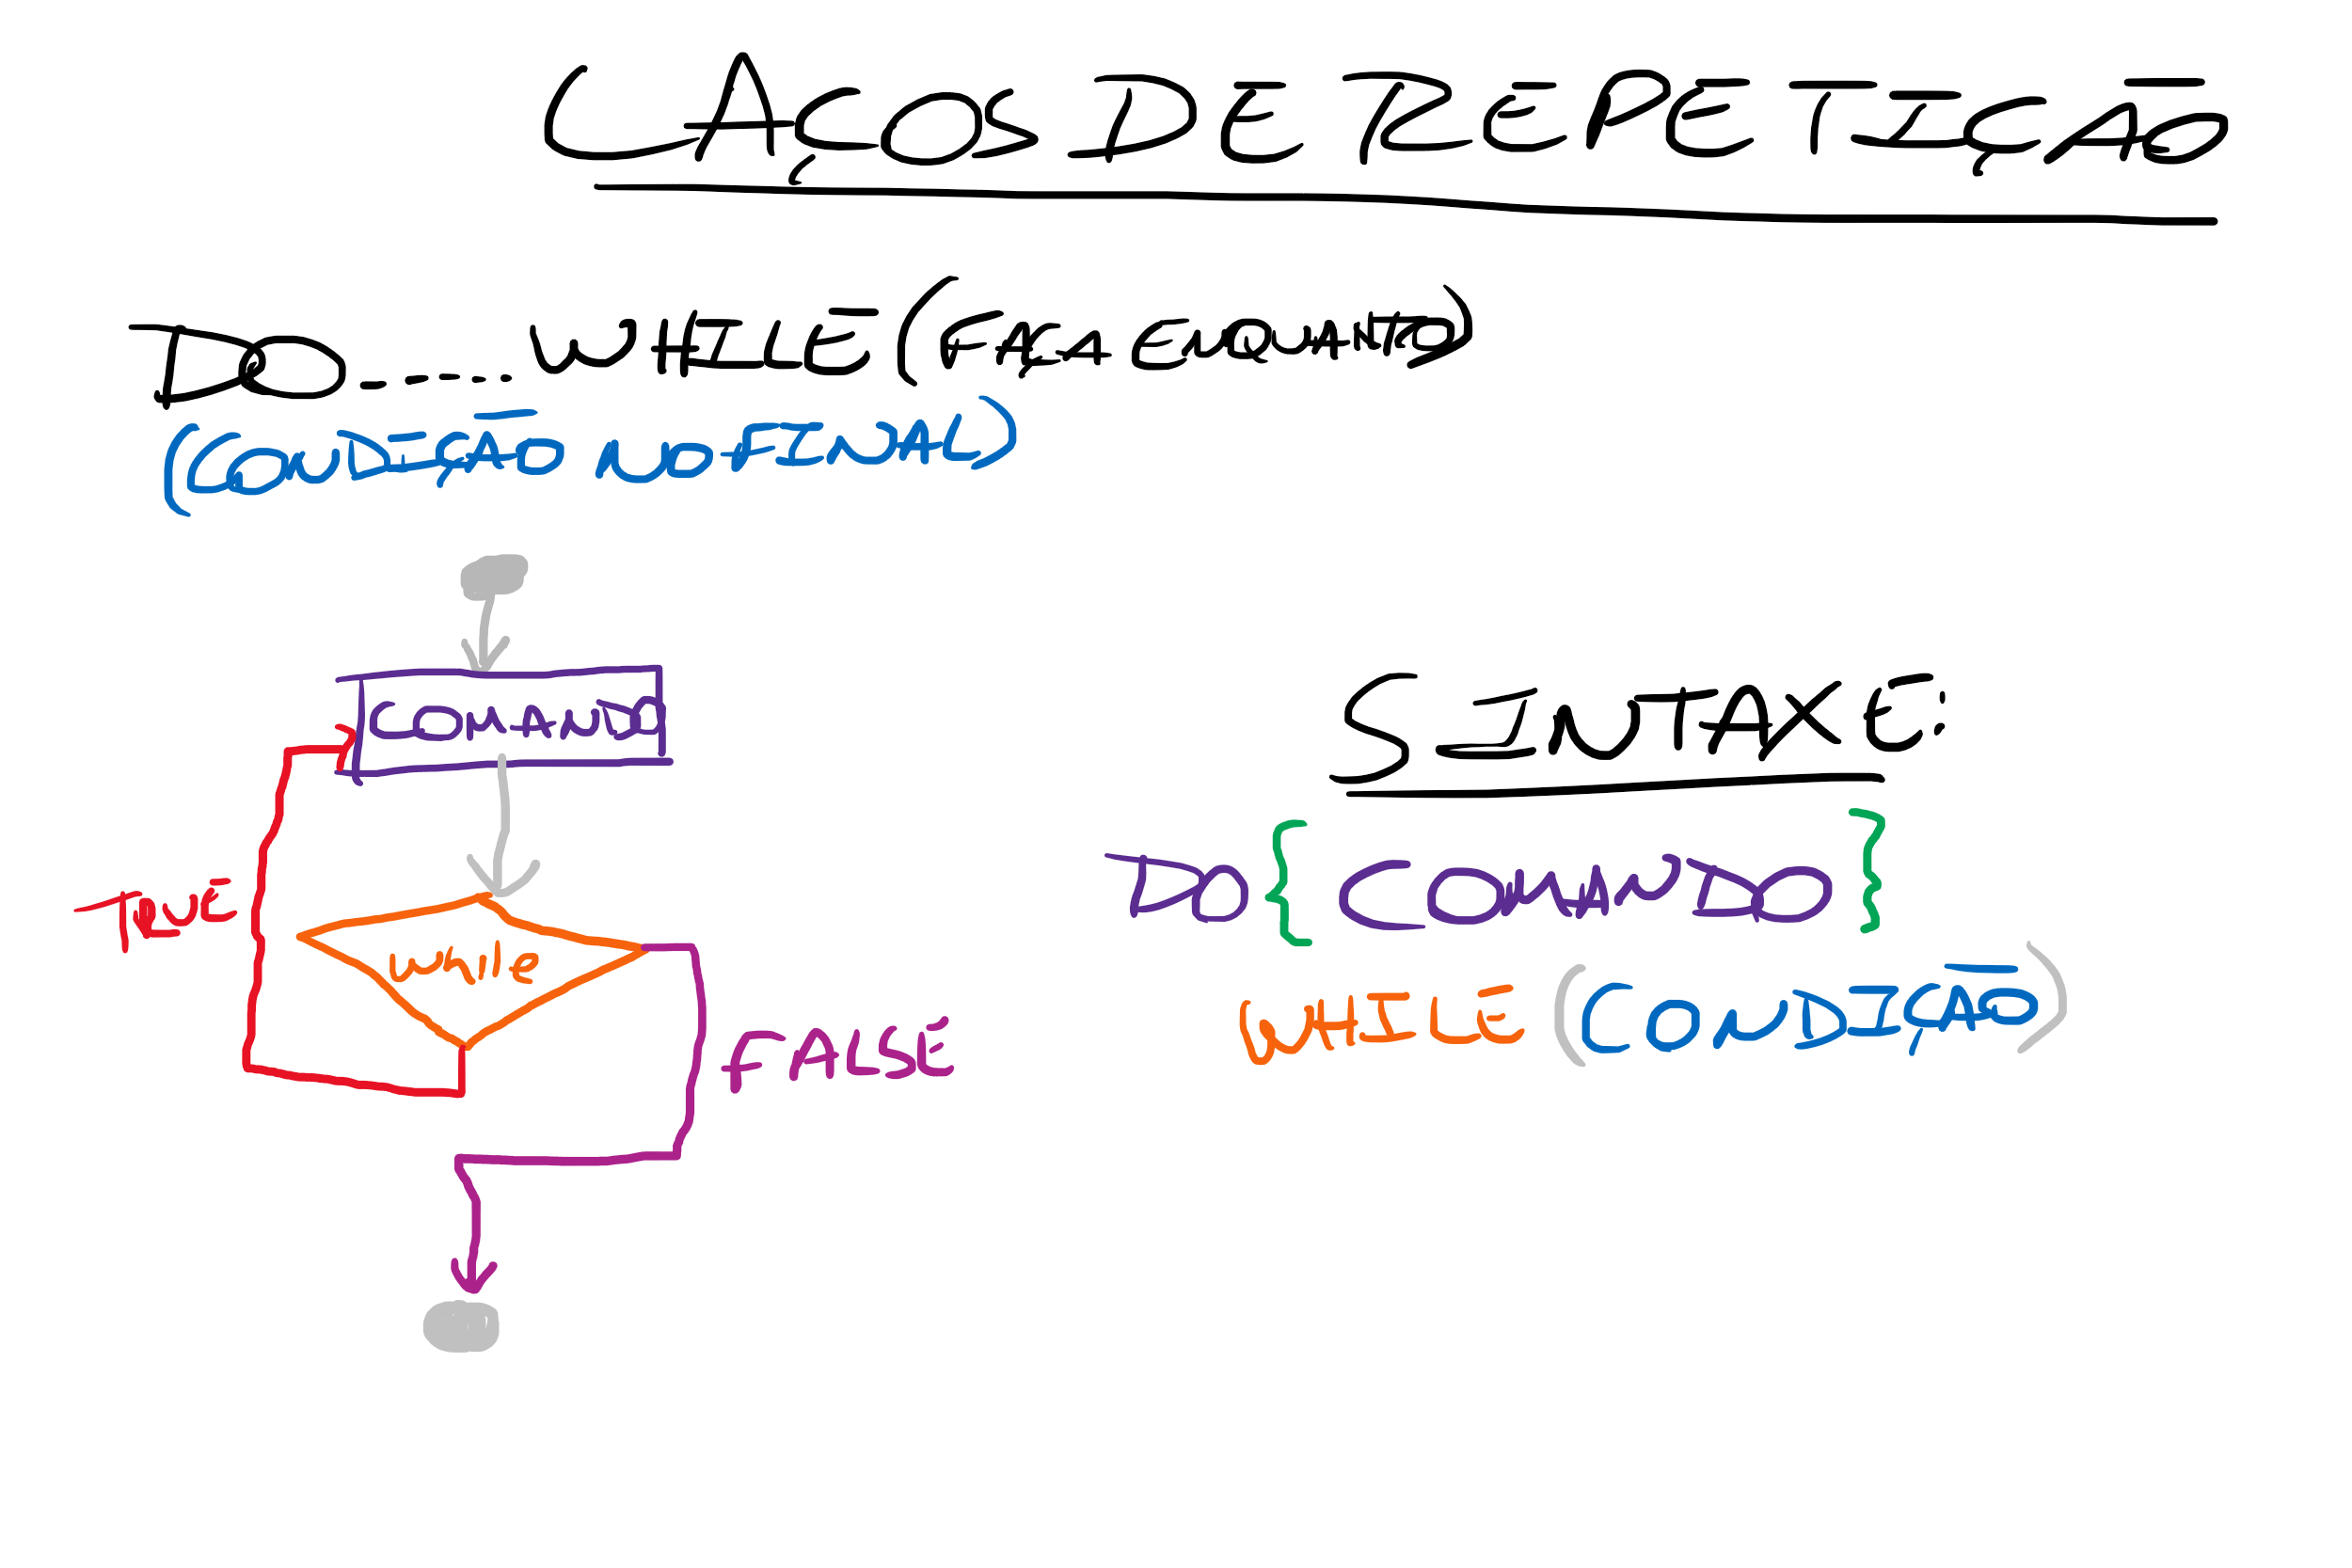 LAÇOS DE REPETIÇÃO
DO..... WHILE (FAÇA ENQUANTO)
(CONDIÇÃO NO FINAL)
COMANDO
True
while
FALSE
SINTAXE:
DO { COMANDO }
WHILE (CONDIÇÃO)